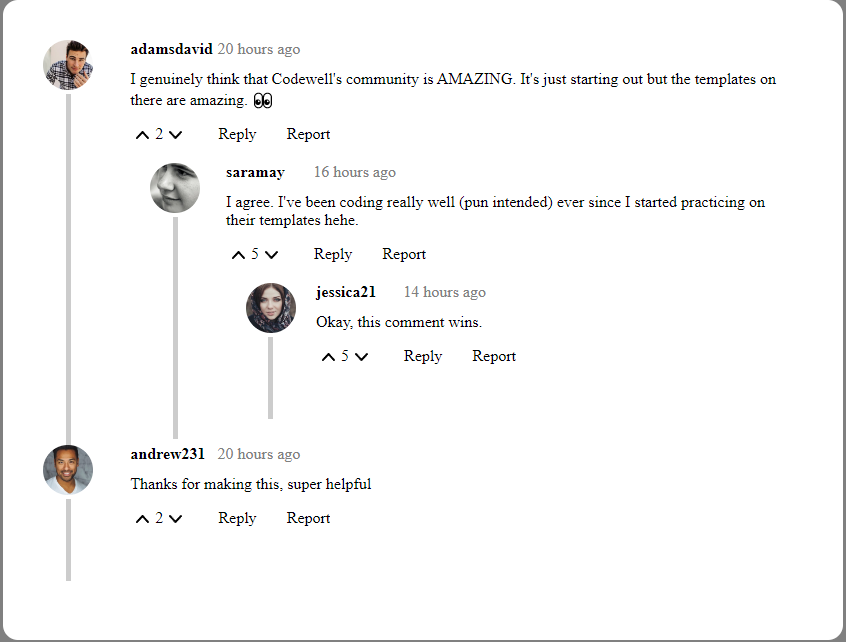 adamsdavid 20 hours ago
I genuinely think that Codewell's community is AMAZING. It's just starting out but the templates on
there are amazing. 👀
2 Reply Report
saramay 16 hours ago
I agree. I've been coding really well (pun intended) ever since I started practicing on
their templates hehe.
5 Reply Report
jessica21 14 hours ago
Okay, this comment wins.
5 Reply Report
andrew231 20 hours ago
Thanks for making this, super helpful
2 Reply Report